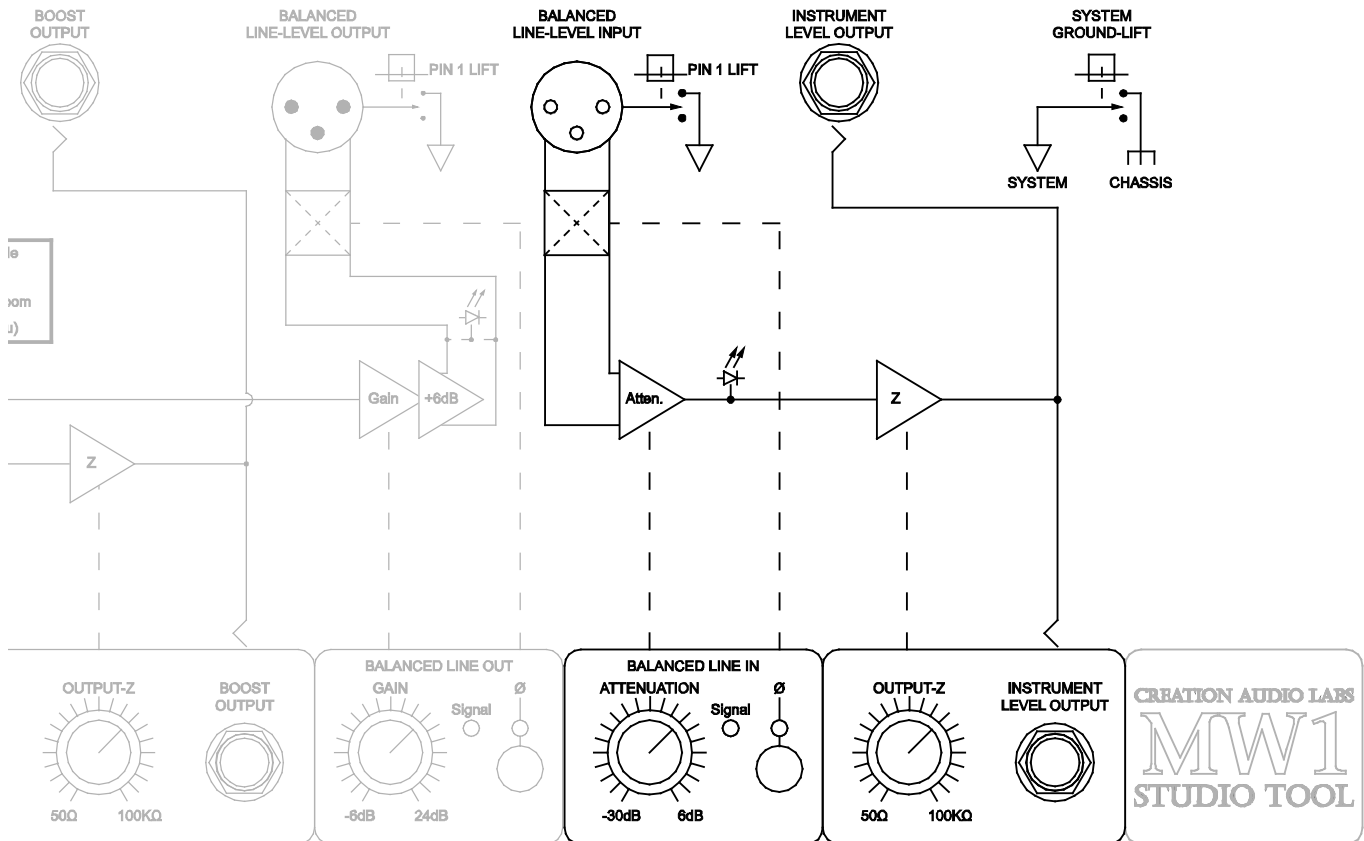 BOOST
OUTPUT
BALANCED
LINE-LEVEL OUTPUT
BALANCED
LINE-LEVEL INPUT
INSTRUMENT
LEVEL OUTPUT
SYSTEM
GROUND-LIFT
PIN 1 LIFT
PIN 1 LIFT
SYSTEM
CHASSIS
Gain
+6dB
Atten.
Z
Z
BALANCED LINE OUT
BALANCED LINE IN
OUTPUT-Z
BOOST
OUTPUT
GAIN
Signal
Ø
ATTENUATION
Signal
Ø
OUTPUT-Z
INSTRUMENT
LEVEL OUTPUT
50Ω
100KΩ
-6dB
24dB
-30dB
6dB
50Ω
100KΩ
CREATION AUDIO LABS
MW1
STUDIO TOOL